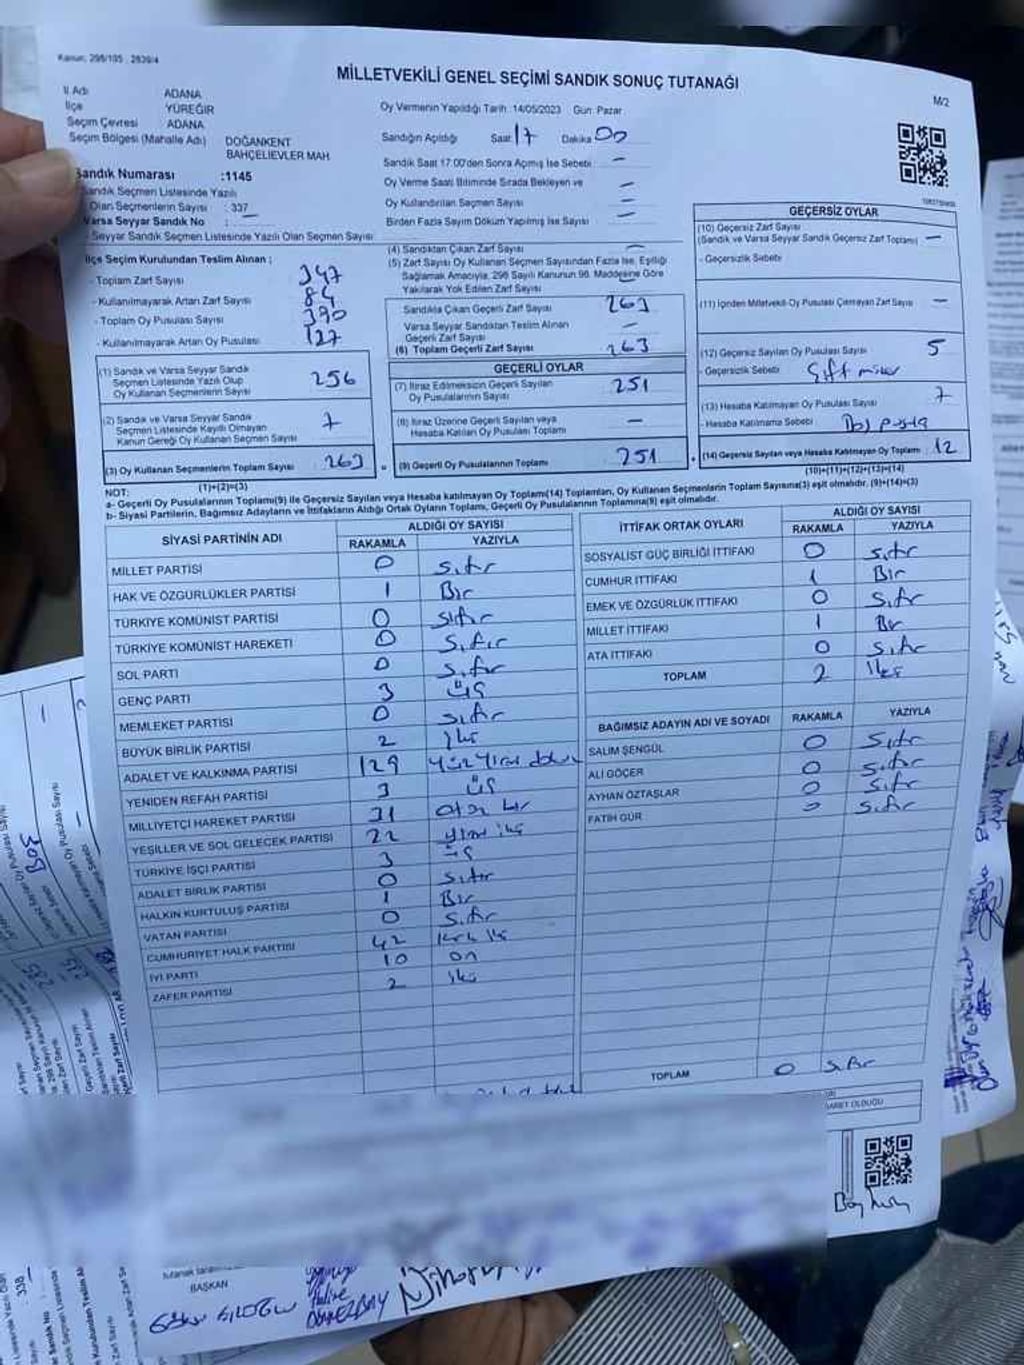 Kanun: 298/105 , 2839/4
MİLLETVEKİLİ GENEL SEÇİMİ SANDIK SONUÇ TUTANAĞI
M/2
İl Adı ADANA
İlçe YÜREĞİR
Seçim Çevresi ADANA
Seçim Bölgesi (Mahalle Adı) DOĞANKENT BAHÇELİEVLER MAH.
Sandık Numarası :1145
Sandık Seçmen Listesinde Yazılı
Olan Seçmenlerin Sayısı : 337
Varsa Seyyar Sandık No : —
- Seyyar Sandık Seçmen Listesinde Yazılı Olan Seçmen Sayısı
İlçe Seçim Kurulundan Teslim Alınan ;
- Toplam Zarf Sayısı 347
- Kullanılmayarak Artan Zarf Sayısı 84
- Toplam Oy Pusulası Sayısı 390
- Kullanılmayarak Artan Oy Pusulası 127
Oy Vermenin Yapıldığı Tarih: 14/05/2023 Gün: Pazar
Sandığın Açıldığı Saat 17 Dakika 00
Sandık Saat 17:00'den Sonra Açılmış İse Sebebi —
Oy Verme Saati Bitiminde Sırada Bekleyen ve —
Oy Kullandırılan Seçmen Sayısı —
Birden Fazla Sayım Döküm Yapılmış İse Sayısı —
(4) Sandıktan Çıkan Zarf Sayısı —
(5) Zarf Sayısı Oy Kullanan Seçmen Sayısından Fazla İse, Eşitliği
Sağlamak Amacıyla, 298 Sayılı Kanunun 98. Maddesine Göre
Yakılarak Yok Edilen Zarf Sayısı —
Sandıkta Çıkan Geçerli Zarf Sayısı 263
Varsa Seyyar Sandıktan Teslim Alınan
Geçerli Zarf Sayısı —
(6) Toplam Geçerli Zarf Sayısı 263
GEÇERSİZ OYLAR
(10) Geçersiz Zarf Sayısı
(Sandık ve Varsa Seyyar Sandık Geçersiz Zarf Toplamı) —
- Geçersizlik Sebebi
(11) İçinden Milletvekili Oy Pusulası Çıkmayan Zarf Sayısı —
(12) Geçersiz Sayılan Oy Pusulası Sayısı 5
- Geçersizlik Sebebi
(13) Hesaba Katılmayan Oy Pusulası Sayısı 7
- Hesaba Katılmama Sebebi
(14) Geçersiz Sayılan veya Hesaba Katılmayan Oy Toplamı : 12
(10)+(11)+(12)+(13)=(14)
(1) Sandık ve Varsa Seyyar Sandık
Seçmen Listesinde Yazılı Olup
Oy Kullanan Seçmenlerin Sayısı 256
(2) Sandık ve Varsa Seyyar Sandık
Seçmen Listesinde Kayıtlı Olmayan
Kanun Gereği Oy Kullanan Seçmen Sayısı 7
(3) Oy Kullanan Seçmenlerin Toplam Sayısı 263
(1)+(2)=(3)
GEÇERLİ OYLAR
(7) İtiraz Edilmeksizin Geçerli Sayılan
Oy Pusulalarının Sayısı 251
(8) İtiraz Üzerine Geçerli Sayılan veya
Hesaba Katılan Oy Pusulası Toplamı —
(9) Geçerli Oy Pusulalarının Toplamı 251
NOT:
a- Geçerli Oy Pusulalarının Toplamı(9) ile Geçersiz Sayılan veya Hesaba katılmayan Oy Toplamı(14) Toplamları, Oy Kullanan Seçmenlerin Toplam Sayısına(3) eşit olmalıdır. (9)+(14)=(3)
b- Siyasi Partilerin, Bağımsız Adayların ve İttifakların Aldığı Ortak Oyların Toplamı, Geçerli Oy Pusulalarının Toplamına(9) eşit olmalıdır.
SİYASİ PARTİNİN ADI ALDIĞI OY SAYISI
RAKAMLA YAZIYLA
MİLLET PARTİSİ 0 Sıfır
HAK VE ÖZGÜRLÜKLER PARTİSİ 1 Bir
TÜRKİYE KOMÜNİST PARTİSİ 0 Sıfır
TÜRKİYE KOMÜNİST HAREKETİ 0 Sıfır
SOL PARTİ 0 Sıfır
GENÇ PARTİ 3 üç
MEMLEKET PARTİSİ 0 Sıfır
BÜYÜK BİRLİK PARTİSİ 2 iki
ADALET VE KALKINMA PARTİSİ 129 Yüz Yirmi dokuz
YENİDEN REFAH PARTİSİ 3 üç
MİLLİYETÇİ HAREKET PARTİSİ 31 otuz bir
YEŞİLLER VE SOL GELECEK PARTİSİ 22 yirmi iki
TÜRKİYE İŞÇİ PARTİSİ 3 üç
ADALET BİRLİK PARTİSİ 0 Sıfır
HALKIN KURTULUŞ PARTİSİ 1 Bir
VATAN PARTİSİ 0 Sıfır
CUMHURİYET HALK PARTİSİ 42 Kırk iki
İYİ PARTİ 10 on
ZAFER PARTİSİ 2 iki
İTTİFAK ORTAK OYLARI ALDIĞI OY SAYISI
RAKAMLA YAZIYLA
SOSYALİST GÜÇ BİRLİĞİ İTTİFAKI 0 Sıfır
CUMHUR İTTİFAKI 1 Bir
EMEK VE ÖZGÜRLÜK İTTİFAKI 0 Sıfır
MİLLET İTTİFAKI 1 Bir
ATA İTTİFAKI 0 Sıfır
TOPLAM 2 iki
BAĞIMSIZ ADAYIN ADI VE SOYADI RAKAMLA YAZIYLA
SALİM ŞENGÜL 0 Sıfır
ALİ GÖÇER 0 Sıfır
AYHAN ÖZTAŞLAR 0 Sıfır
FATİH GÜR 0 Sıfır
TOPLAM 0 Sıfır
BAŞKAN